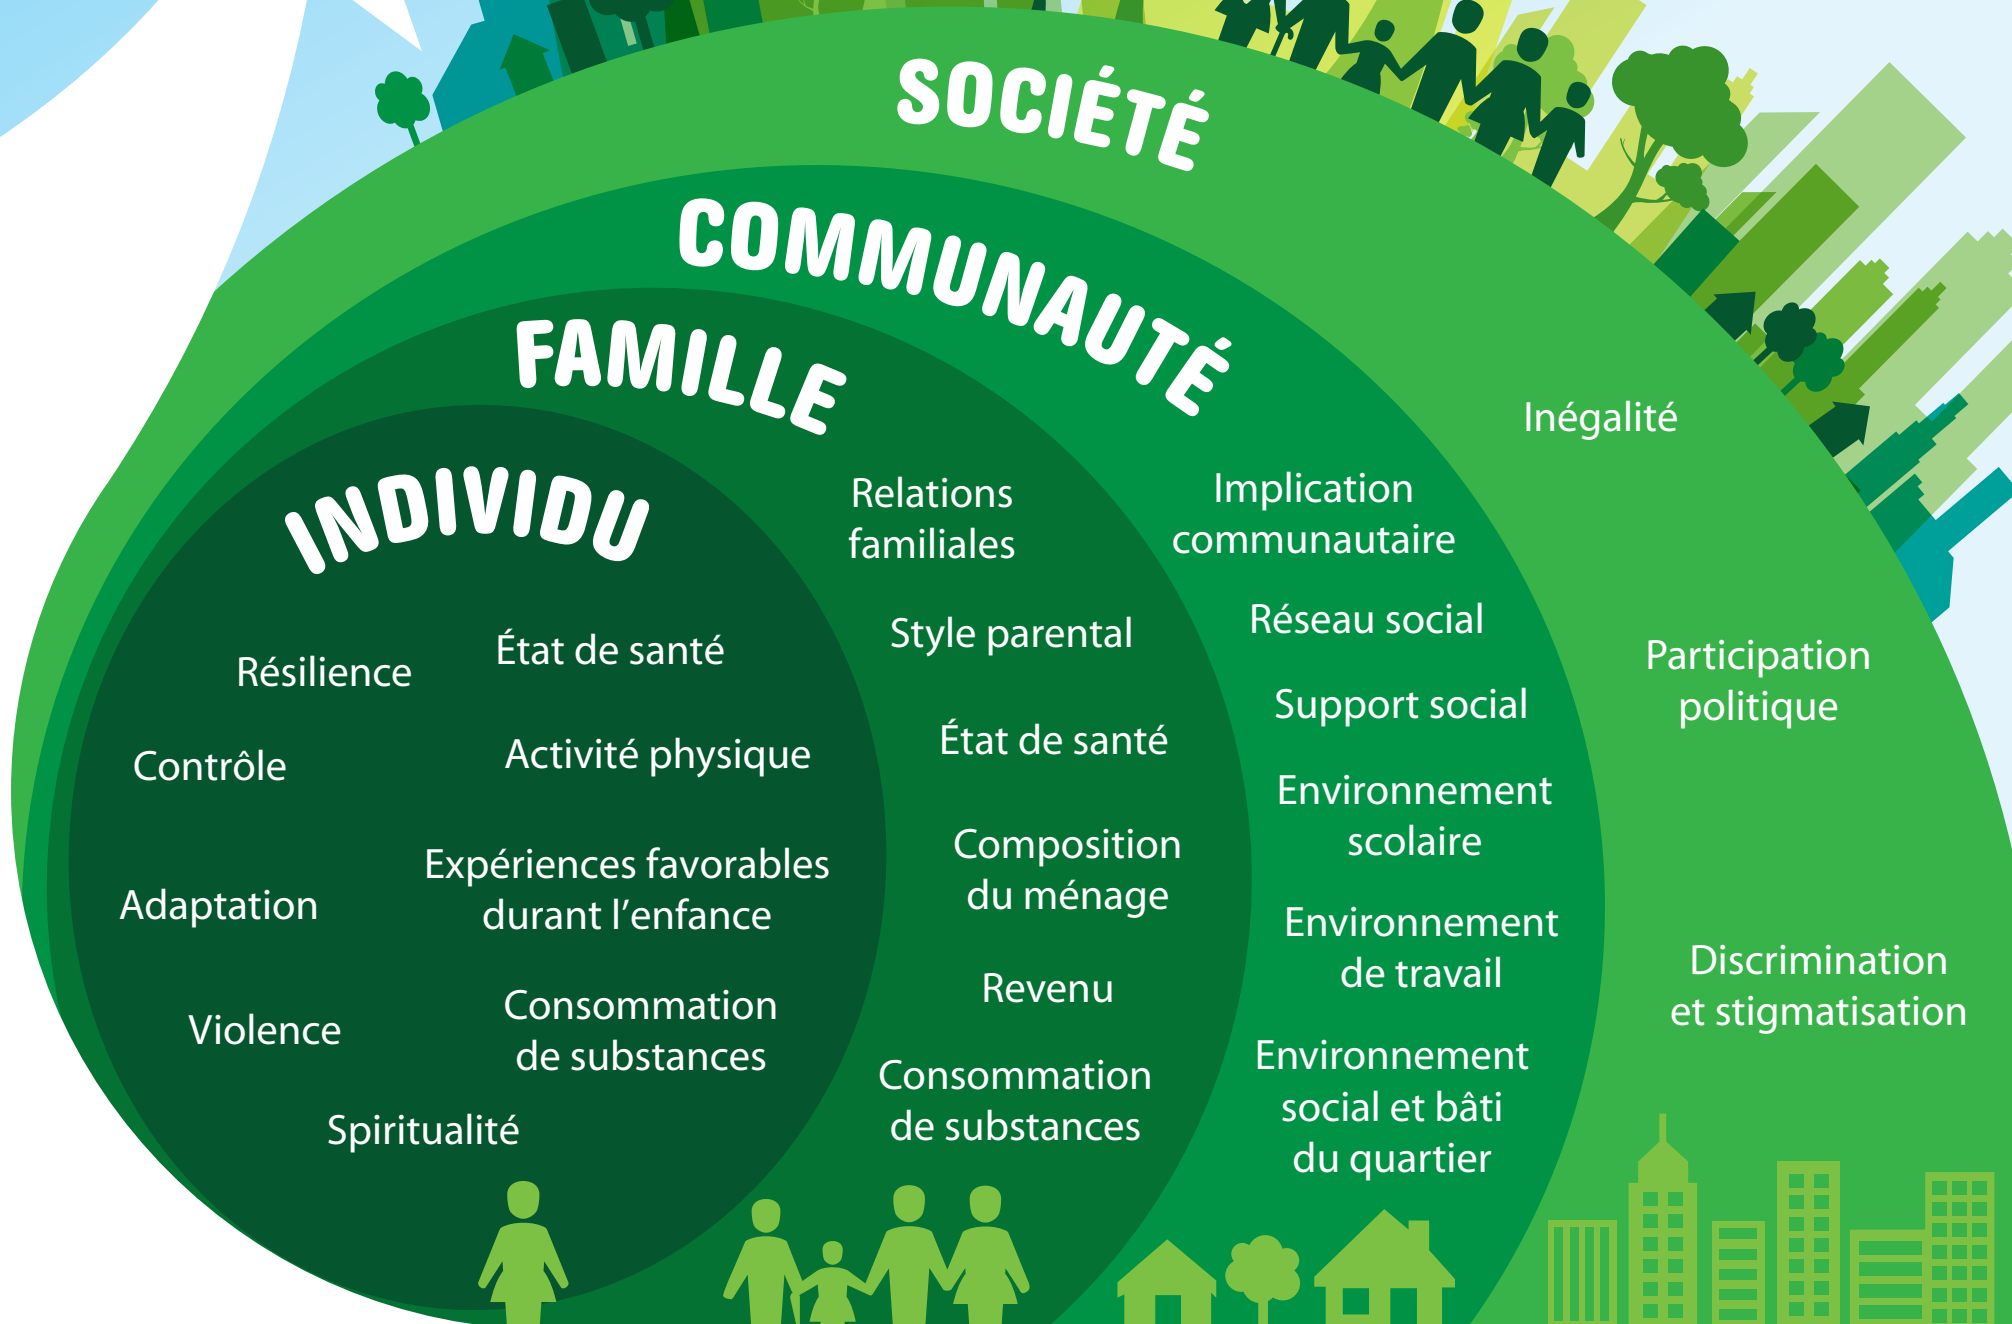 SOCIÉTÉ
COMMUNAUTÉ
FAMILLE
INDIVIDU
Résilience
État de santé
Contrôle
Activité physique
Adaptation
Expériences favorables
durant l'enfance
Violence
Consommation
de substances
Spiritualité
Relations
familiales
Style parental
État de santé
Composition
du ménage
Revenu
Consommation
de substances
Implication
communautaire
Réseau social
Support social
Environnement
scolaire
Environnement
de travail
Environnement
social et bâti
du quartier
Inégalité
Participation
politique
Discrimination
et stigmatisation